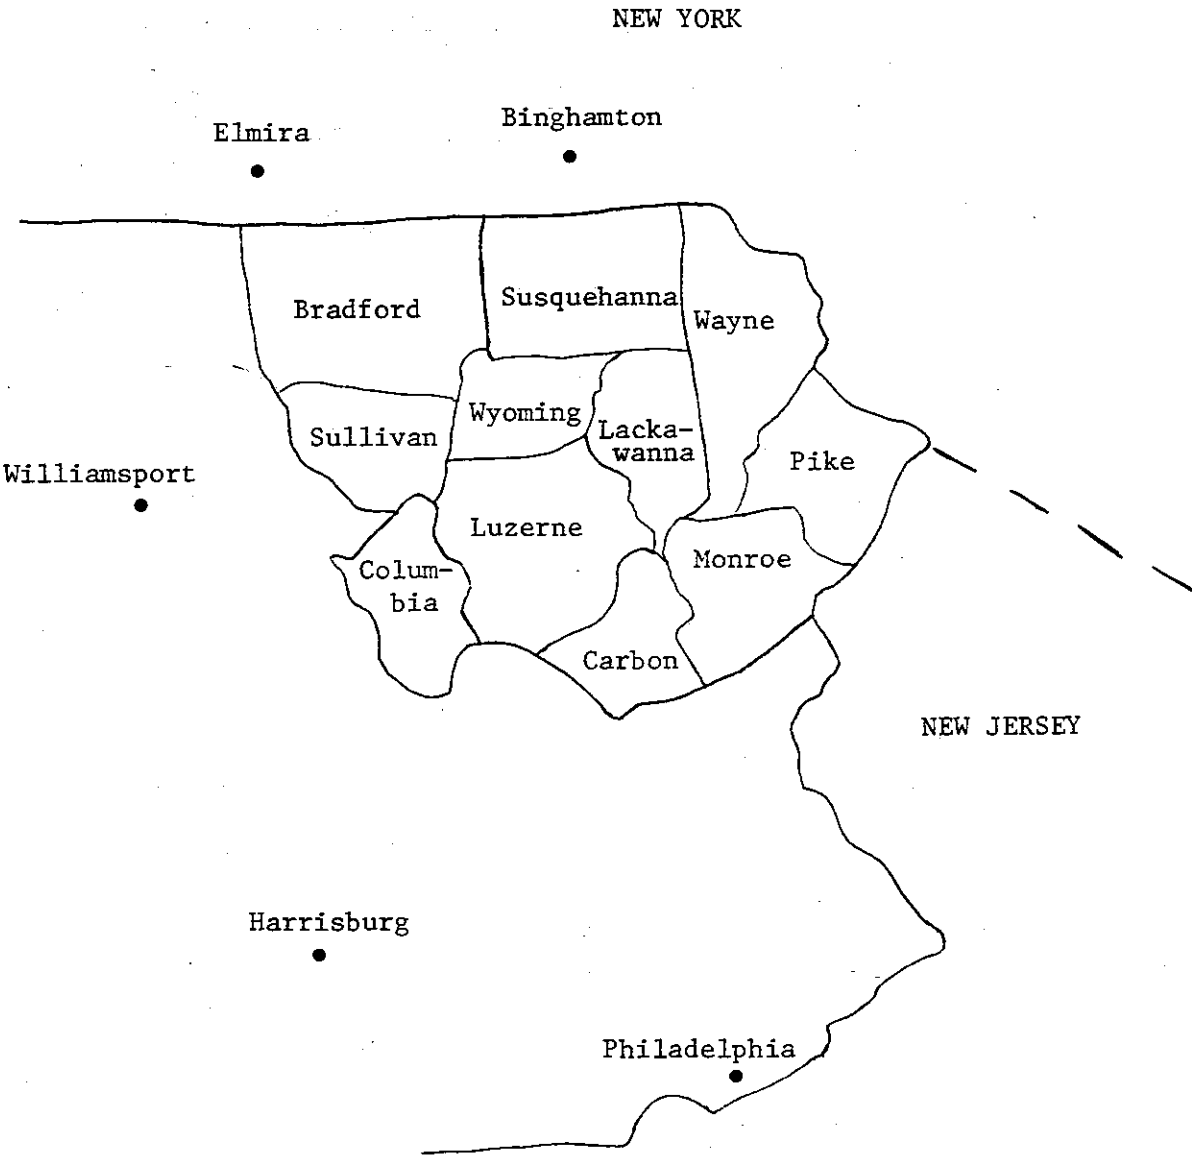 NEW YORK
Binghamton
Elmira
Susquehanna
Bradford
Wayne
Wyoming
Lacka-
wanna
Sullivan
Pike
Williamsport
Luzerne
Monroe
Colum-
bia
Carbon
NEW JERSEY
Harrisburg
Philadelphia